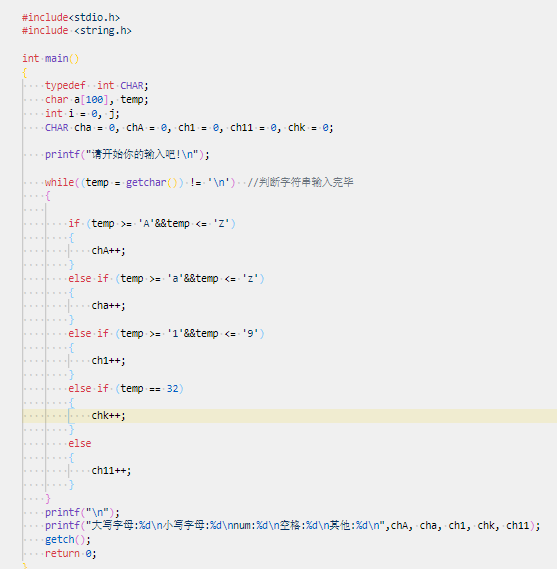 #include<stdio.h>
#include <string.h>
int main()
{
typedef int CHAR;
char a[100], temp;
int i = 0, j;
CHAR cha = 0, chA = 0, ch1 = 0, ch11 = 0, chk = 0;
printf("请开始你的输入吧!\n");
while((temp = getchar()) != '\n') //判断字符串输入完毕
{
if (temp >= 'A'&&temp <= 'Z')
{
chA++;
}
else if (temp >= 'a'&&temp <= 'z')
{
cha++;
}
else if (temp >= '1'&&temp <= '9')
{
ch1++;
}
else if (temp == 32)
{
chk++;
}
else
{
ch11++;
}
}
printf("\n");
printf("大写字母:%d\n小写字母:%d\nnum:%d\n空格:%d\n其他:%d\n",chA, cha, ch1, chk, ch11);
getch();
return 0;
}